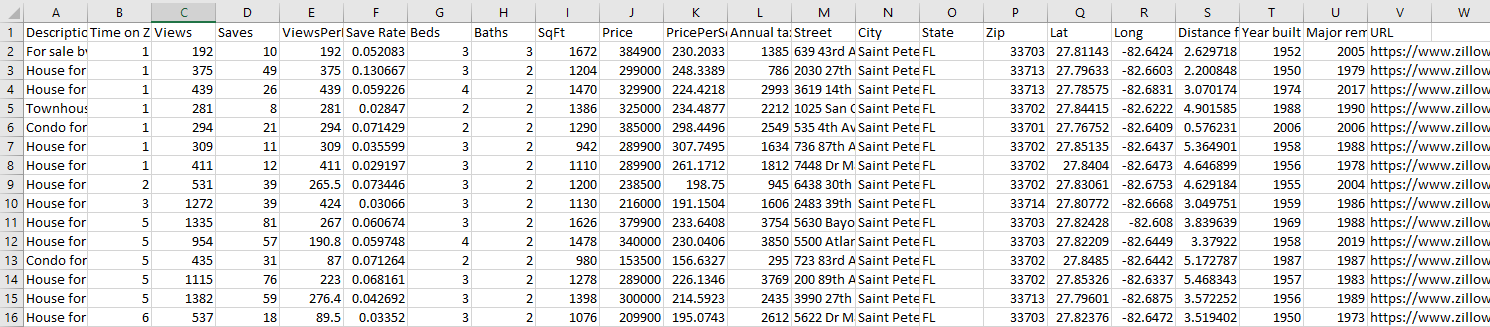 A B C D E F G H I J K L M N O P Q R S T U V W
1 Descriptic Time on Z Views Saves ViewsPerl Save Rate Beds Baths SqFt Price PricePerSc Annual ta: Street City State Zip Lat Long Distance f Year built Major rem URL
2 For sale by 1 192 10 192 0.052083 3 3 1672 384900 230.2033 1385 639 43rd A Saint Pete FL 33703 27.81143 -82.6424 2.629718 1952 2005 https://www.zillow
3 House for 1 375 49 375 0.130667 3 2 1204 299000 248.3389 786 2030 27th Saint Pete FL 33713 27.79633 -82.6603 2.200848 1950 1979 https://www.zillow
4 House for 1 439 26 439 0.059226 4 2 1470 329900 224.4218 2993 3619 14th Saint Pete FL 33713 27.78575 -82.6831 3.070174 1974 2017 https://www.zillow
5 Townhous 1 281 8 281 0.02847 2 2 1386 325000 234.4877 2212 1025 San C Saint Pete FL 33702 27.84415 -82.6222 4.901585 1988 1990 https://www.zillow
6 Condo for 1 294 21 294 0.071429 2 2 1290 385000 298.4496 2549 535 4th Av Saint Pete FL 33701 27.76752 -82.6409 0.576231 2006 2006 https://www.zillow
7 House for 1 309 11 309 0.035599 3 2 942 289900 307.7495 1634 736 87th A Saint Pete FL 33702 27.85135 -82.6437 5.364901 1958 1988 https://www.zillow
8 House for 1 411 12 411 0.029197 3 2 1110 289900 261.1712 1812 7448 Dr M Saint Pete FL 33702 27.8404 -82.6473 4.646899 1956 1978 https://www.zillow
9 House for 2 531 39 265.5 0.073446 3 2 1200 238500 198.75 945 6438 30th Saint Pete FL 33702 27.83061 -82.6753 4.629184 1955 2004 https://www.zillow
10 House for 3 1272 39 424 0.03066 3 2 1130 216000 191.1504 1606 2483 39th Saint Pete FL 33714 27.80772 -82.6668 3.049751 1959 1986 https://www.zillow
11 House for 5 1335 81 267 0.060674 3 2 1626 379900 233.6408 3754 5630 Bayo Saint Pete FL 33703 27.82428 -82.608 3.839639 1969 1988 https://www.zillow
12 House for 5 954 57 190.8 0.059748 4 2 1478 340000 230.0406 3850 5500 Atlar Saint Pete FL 33703 27.82209 -82.6449 3.37922 1958 2019 https://www.zillow
13 Condo for 5 435 31 87 0.071264 2 2 980 153500 156.6327 295 723 83rd A Saint Pete FL 33702 27.8485 -82.6442 5.172787 1987 1987 https://www.zillow
14 House for 5 1115 76 223 0.068161 3 2 1278 289000 226.1346 3769 200 89th A Saint Pete FL 33702 27.85326 -82.6337 5.468343 1957 1983 https://www.zillow
15 House for 5 1382 59 276.4 0.042692 3 2 1398 300000 214.5923 2435 3990 27th Saint Pete FL 33713 27.79601 -82.6875 3.572252 1956 1989 https://www.zillow
16 House for 6 537 18 89.5 0.03352 3 2 1076 209900 195.0743 2612 5622 Dr M Saint Pete FL 33703 27.82376 -82.6472 3.519402 1950 1973 https://www.zillow